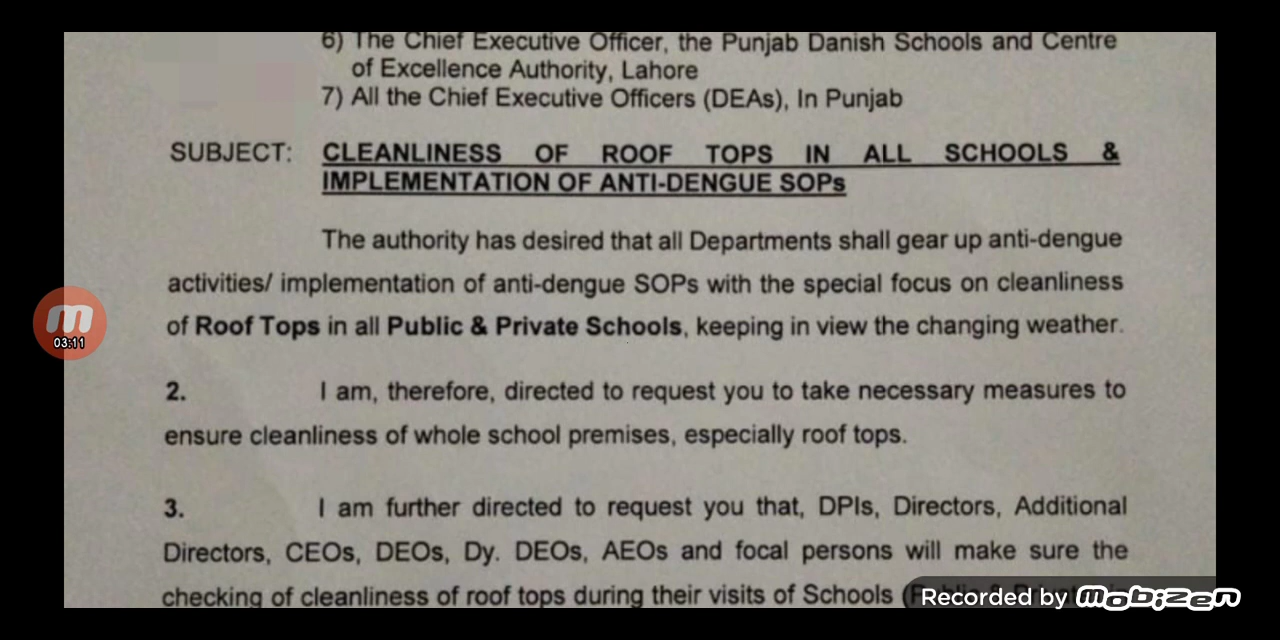 6) The Chief Executive Officer, the Punjab Danish Schools and Centre
of Excellence Authority, Lahore
7) All the Chief Executive Officers (DEAs), In Punjab
SUBJECT: CLEANLINESS OF ROOF TOPS IN ALL SCHOOLS &
IMPLEMENTATION OF ANTI-DENGUE SOPs
The authority has desired that all Departments shall gear up anti-dengue
activities/ implementation of anti-dengue SOPs with the special focus on cleanliness
of Roof Tops in all Public & Private Schools, keeping in view the changing weather.
03:11
2. I am, therefore, directed to request you to take necessary measures to
ensure cleanliness of whole school premises, especially roof tops.
3. I am further directed to request you that, DPIs, Directors, Additional
Directors, CEOs, DEOs, Dy. DEOs, AEOs and focal persons will make sure the
checking of cleanliness of roof tops during their visits of Schools
Recorded by mobizen